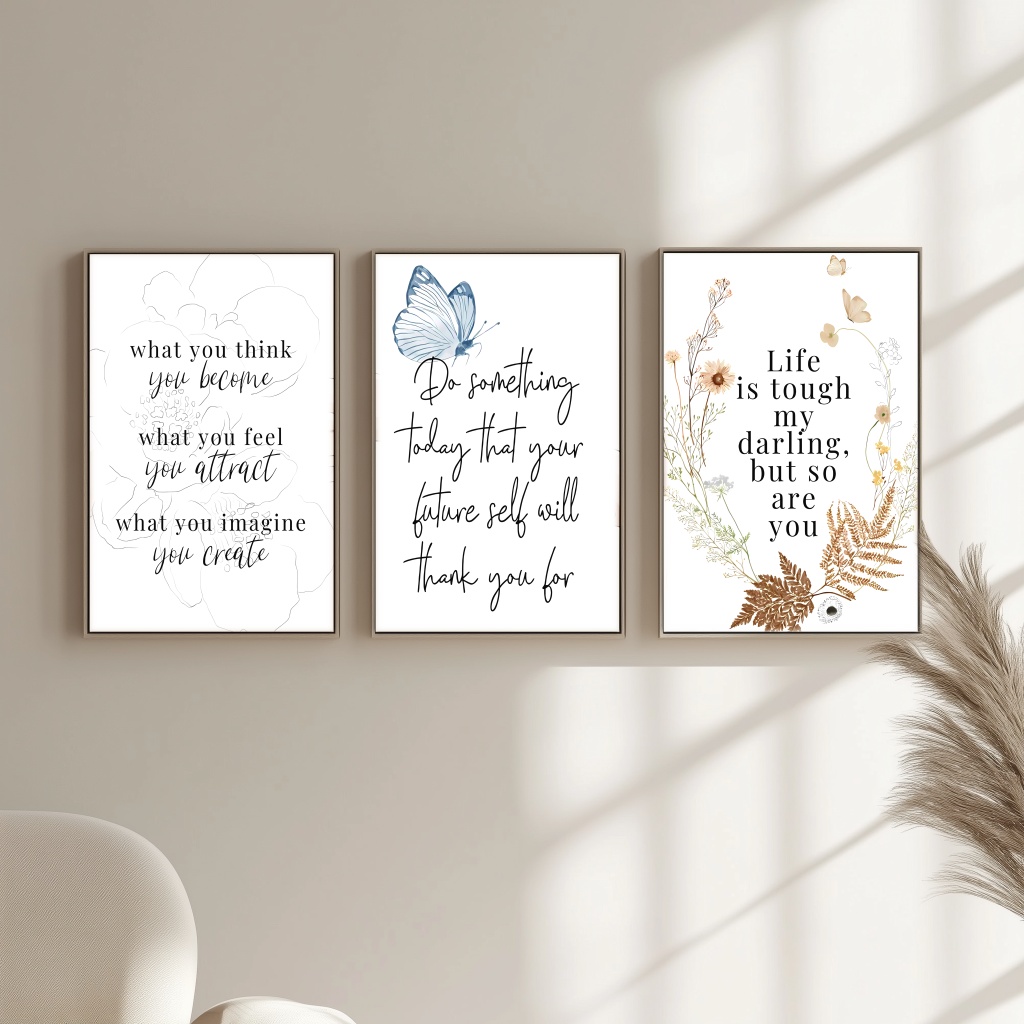 what you think
you become
what you feel
you attract
what you imagine
you create
Do something
today that your
future self will
thank you for
Life
is tough
my
darling,
but so
are
you